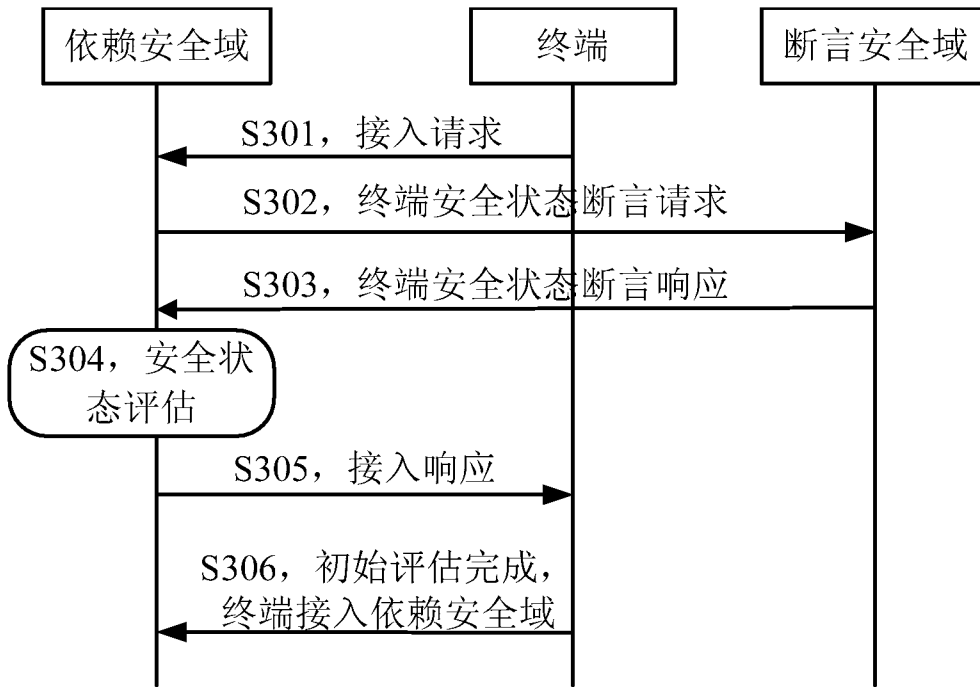 依赖安全域
终端
断言安全域
S301，接入请求
S302，终端安全状态断言请求
S303，终端安全状态断言响应
S304，安全状
态评估
S305，接入响应
S306，初始评估完成，
终端接入依赖安全域